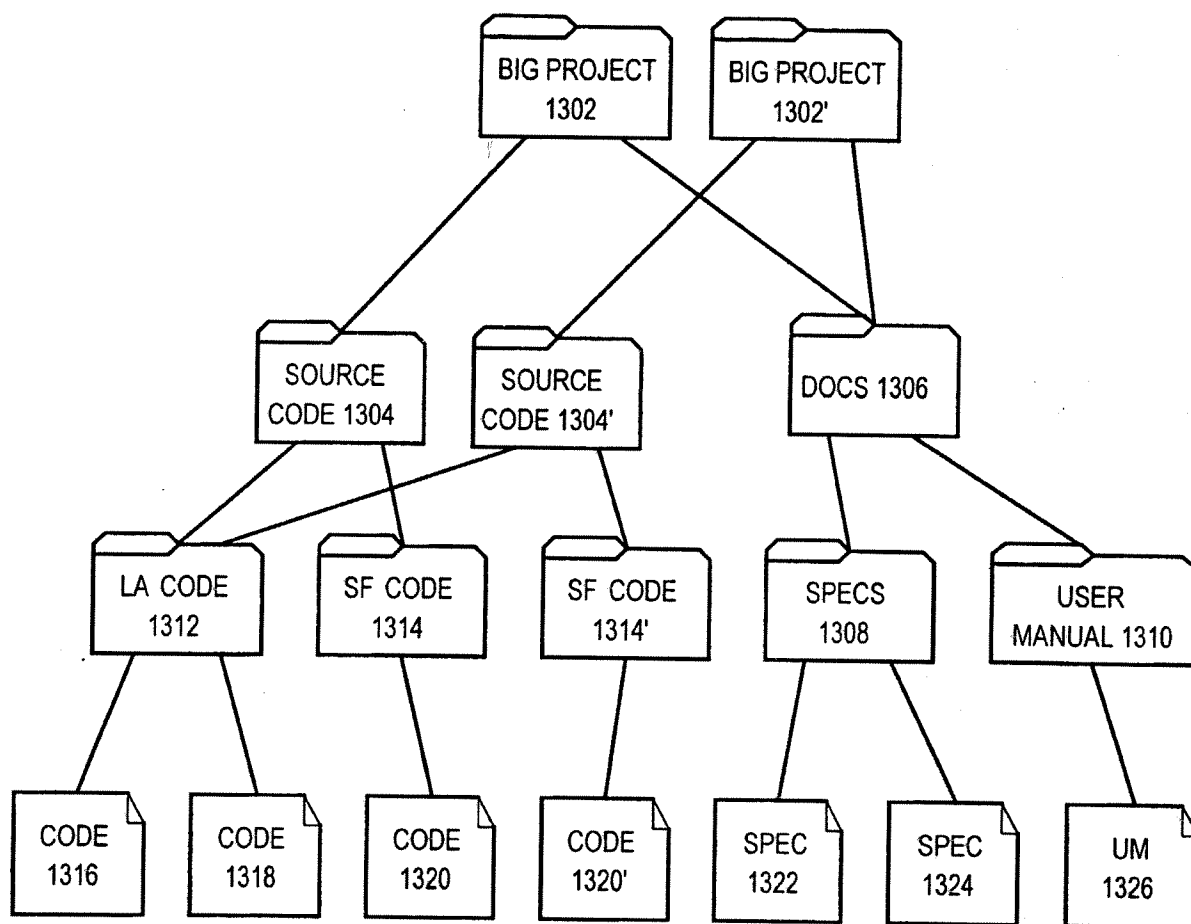 BIG PROJECT
1302
BIG PROJECT
1302'
SOURCE
CODE 1304
SOURCE
CODE 1304'
DOCS 1306
LA CODE
1312
SF CODE
1314
SF CODE
1314'
SPECS
1308
USER
MANUAL 1310
CODE
1316
CODE
1318
CODE
1320
CODE
1320'
SPEC
1322
SPEC
1324
UM
1326